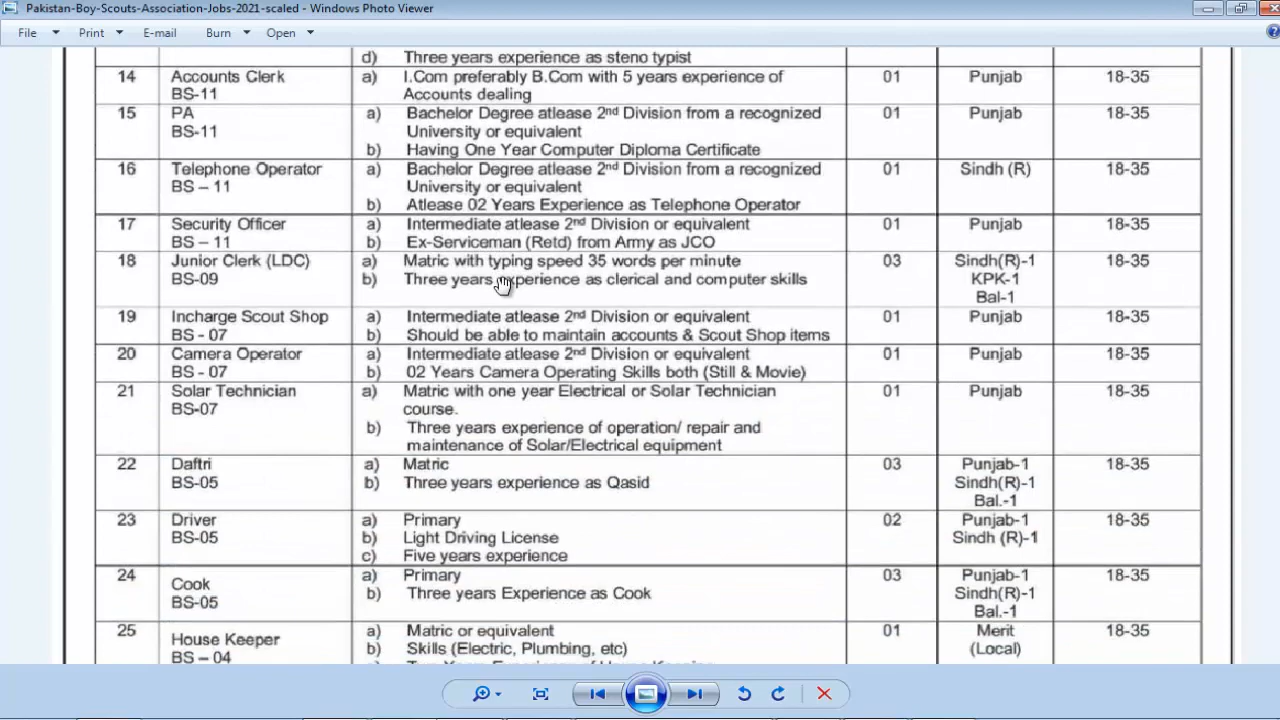 Pakistan-Boy-Scouts-Association-Jobs-2021-scaled - Windows Photo Viewer
File Print E-mail Burn Open
d) Three years experience as steno typist
14 Accounts Clerk a) I.Com preferably B.Com with 5 years experience of 01 Punjab 18-35
BS-11 Accounts dealing
15 PA a) Bachelor Degree atlease 2nd Division from a recognized 01 Punjab 18-35
BS-11 University or equivalent
b) Having One Year Computer Diploma Certificate
16 Telephone Operator a) Bachelor Degree atlease 2nd Division from a recognized 01 Sindh (R) 18-35
BS – 11 University or equivalent
b) Atlease 02 Years Experience as Telephone Operator
17 Security Officer a) Intermediate atlease 2nd Division or equivalent 01 Punjab 18-35
BS – 11 b) Ex-Serviceman (Retd) from Army as JCO
18 Junior Clerk (LDC) a) Matric with typing speed 35 words per minute 03 Sindh(R)-1 18-35
BS-09 b) Three years experience as clerical and computer skills KPK-1
Bal-1
19 Incharge Scout Shop a) Intermediate atlease 2nd Division or equivalent 01 Punjab 18-35
BS - 07 b) Should be able to maintain accounts & Scout Shop items
20 Camera Operator a) Intermediate atlease 2nd Division or equivalent 01 Punjab 18-35
BS - 07 b) 02 Years Camera Operating Skills both (Still & Movie)
21 Solar Technician a) Matric with one year Electrical or Solar Technician 01 Punjab 18-35
BS-07 course.
b) Three years experience of operation/ repair and
maintenance of Solar/Electrical equipment
22 Daftri a) Matric 03 Punjab-1 18-35
BS-05 b) Three years experience as Qasid Sindh(R)-1
Bal.-1
23 Driver a) Primary 02 Punjab-1 18-35
BS-05 b) Light Driving License Sindh (R)-1
c) Five years experience
24 Cook a) Primary 03 Punjab-1 18-35
BS-05 b) Three years Experience as Cook Sindh(R)-1
Bal.-1
25 House Keeper a) Matric or equivalent 01 Merit 18-35
BS – 04 b) Skills (Electric, Plumbing, etc) (Local)